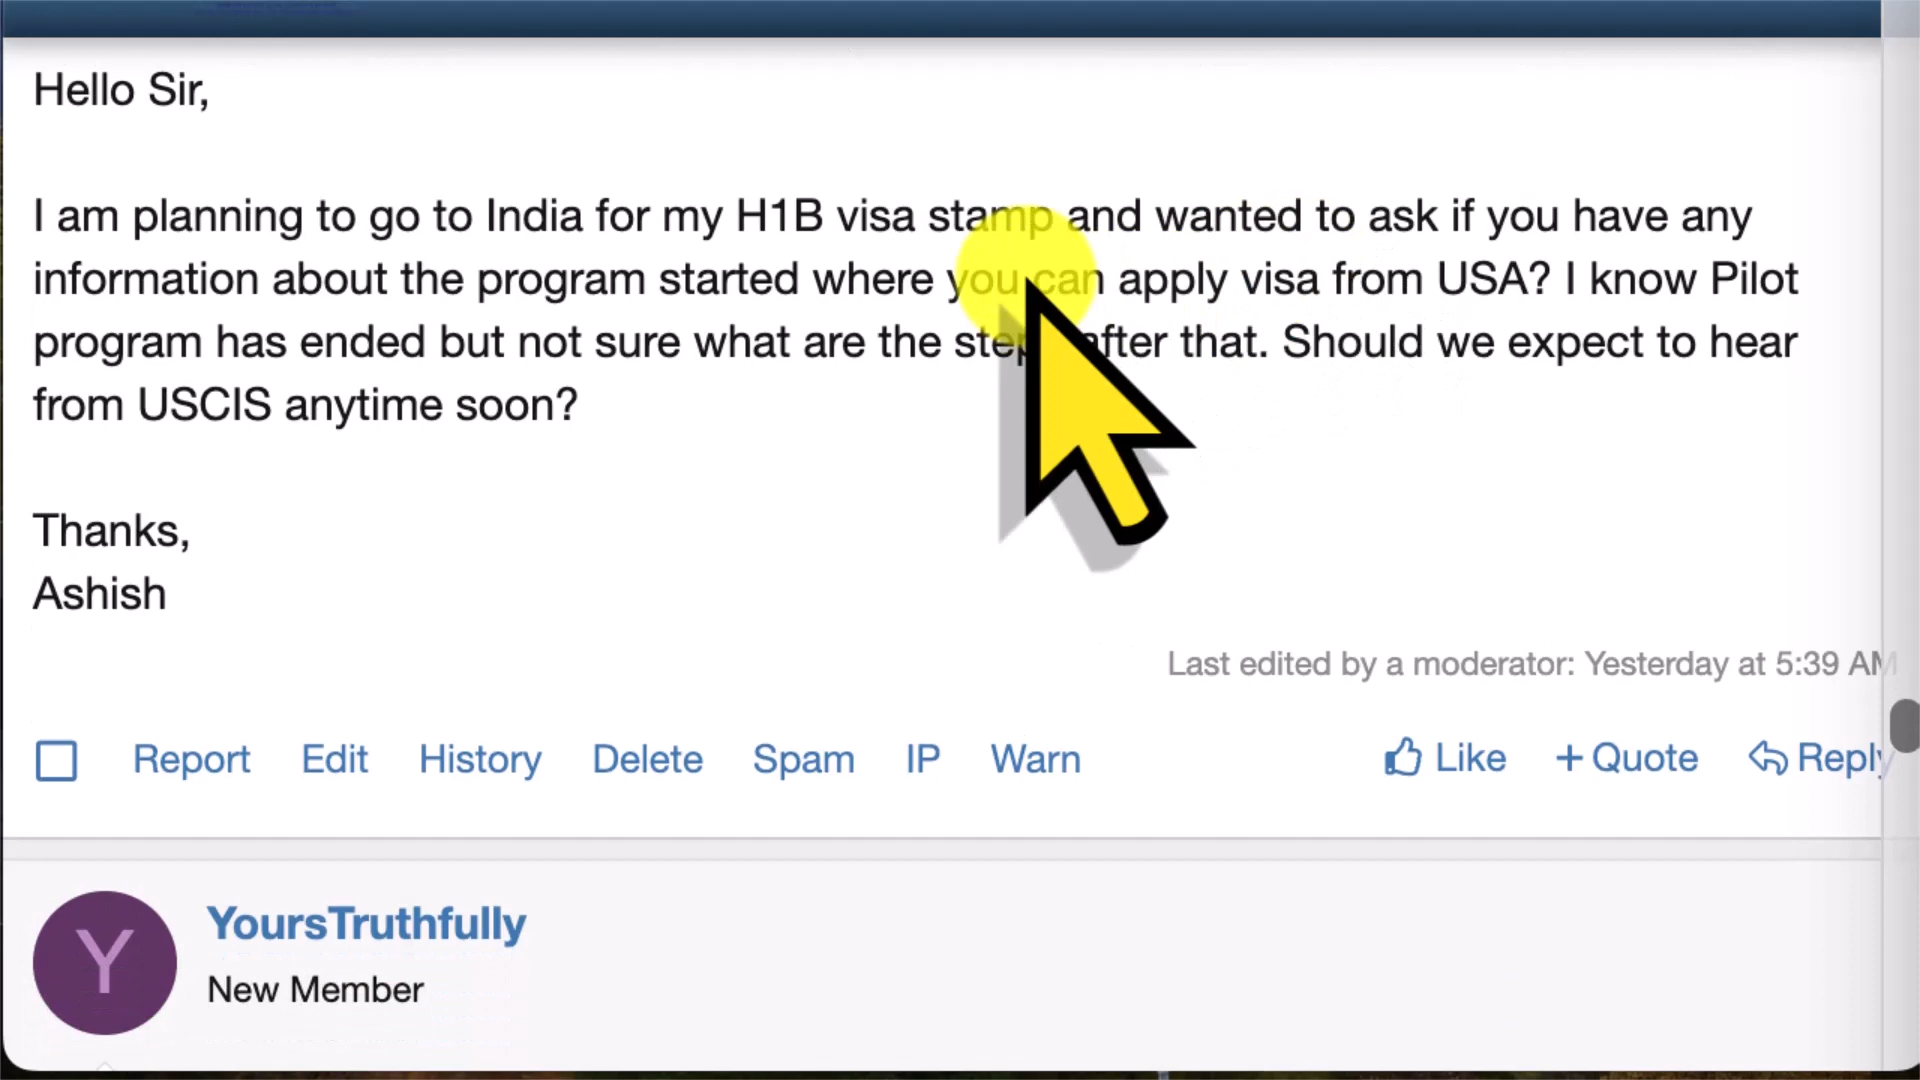 Hello Sir,
I am planning to go to India for my H1B visa stamp and wanted to ask if you have any
information about the program started where you can apply visa from USA? I know Pilot
program has ended but not sure what are the after that. Should we expect to hear
from USCIS anytime soon?
Thanks,
Ashish
Last edited by a moderator: Yesterday at 5:39 AM
Report Edit History Delete Spam IP Warn Like + Quote Reply
Y
YoursTruthfully
New Member